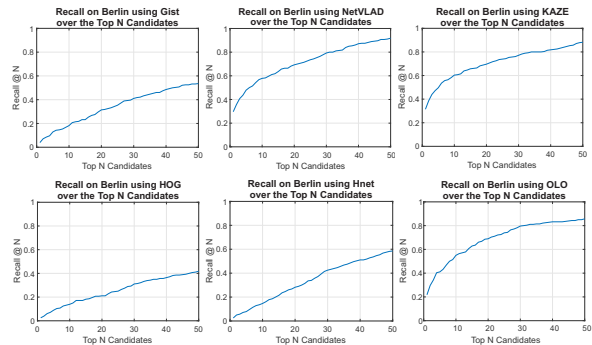 Recall on Berlin using Gist
over the Top N Candidates
1
0.8
0.6
0.4
0.2
0
0 10 20 30 40 50
Recall @ N
Top N Candidates
Recall on Berlin using NetVLAD
over the Top N Candidates
1
0.8
0.6
0.4
0.2
0
0 10 20 30 40 50
Recall @ N
Top N Candidates
Recall on Berlin using KAZE
over the Top N Candidates
1
0.8
0.6
0.4
0.2
0
0 10 20 30 40 50
Recall @ N
Top N Candidates
Recall on Berlin using HOG
over the Top N Candidates
1
0.8
0.6
0.4
0.2
0
0 10 20 30 40 50
Recall @ N
Top N Candidates
Recall on Berlin using Hnet
over the Top N Candidates
1
0.8
0.6
0.4
0.2
0
0 10 20 30 40 50
Recall @ N
Top N Candidates
Recall on Berlin using OLO
over the Top N Candidates
1
0.8
0.6
0.4
0.2
0
0 10 20 30 40 50
Recall @ N
Top N Candidates